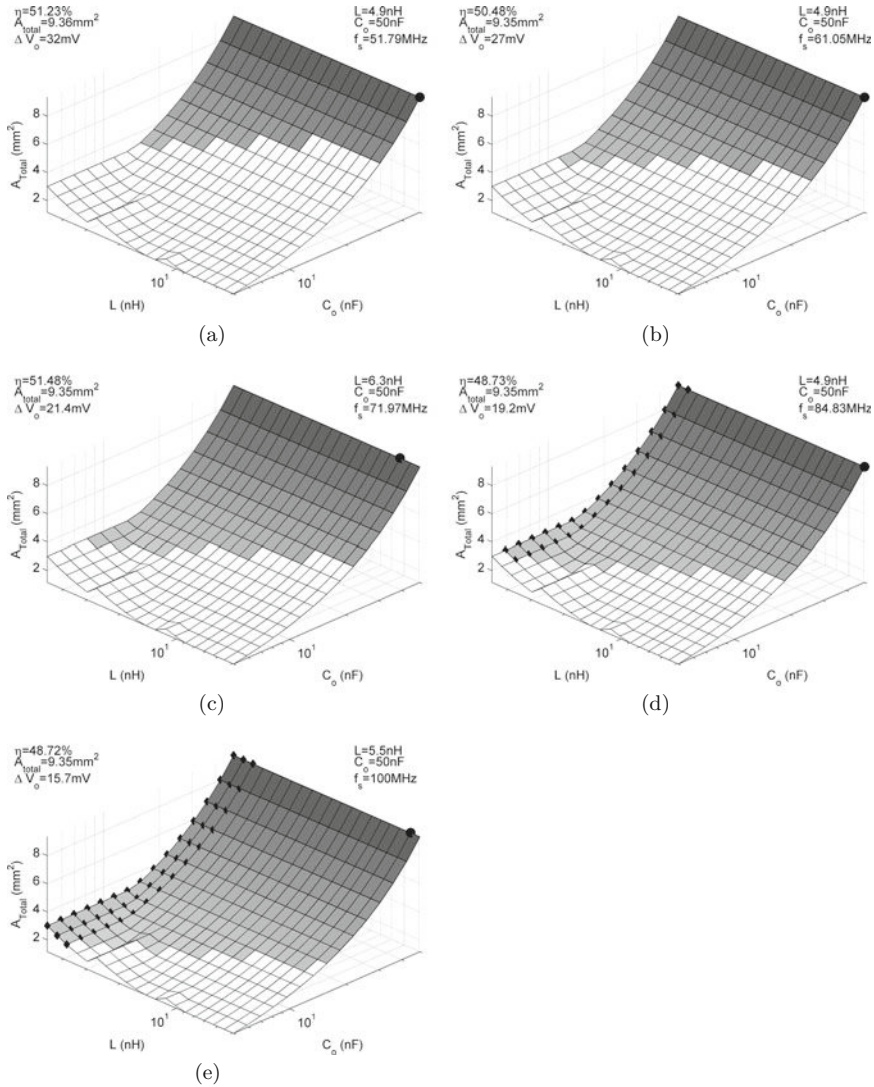 η=51.23%
A_total=9.36mm²
Δ V_o=32mV
L=4.9nH
C_o=50nF
f_s=51.79MHz
8
6
4
2
A_Total (mm²)
10¹
10¹
L (nH)
C_o (nF)
(a)
η=50.48%
A_total=9.35mm²
Δ V_o=27mV
L=4.9nH
C_o=50nF
f_s=61.05MHz
8
6
4
2
A_Total (mm²)
10¹
10¹
L (nH)
C_o (nF)
(b)
η=51.48%
A_total=9.35mm²
Δ V_o=21.4mV
L=6.3nH
C_o=50nF
f_s=71.97MHz
8
6
4
2
A_Total (mm²)
10¹
10¹
L (nH)
C_o (nF)
(c)
η=48.73%
A_total=9.35mm²
Δ V_o=19.2mV
L=4.9nH
C_o=50nF
f_s=84.83MHz
8
6
4
2
A_Total (mm²)
10¹
10¹
L (nH)
C_o (nF)
(d)
η=48.72%
A_total=9.35mm²
Δ V_o=15.7mV
L=5.5nH
C_o=50nF
f_s=100MHz
8
6
4
2
A_Total (mm²)
10¹
10¹
L (nH)
C_o (nF)
(e)